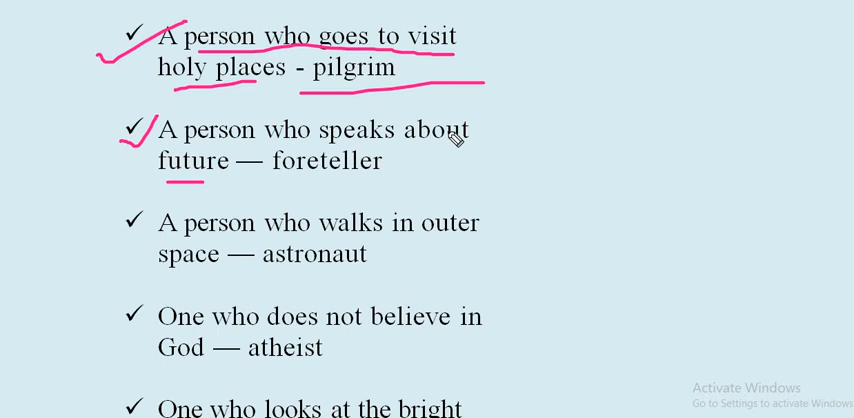 ✓ A person who goes to visit
holy places - pilgrim
✓ A person who speaks about
future — foreteller
✓ A person who walks in outer
space — astronaut
✓ One who does not believe in
God — atheist
✓ One who looks at the bright
Activate Windows
Go to Settings to activate Windows